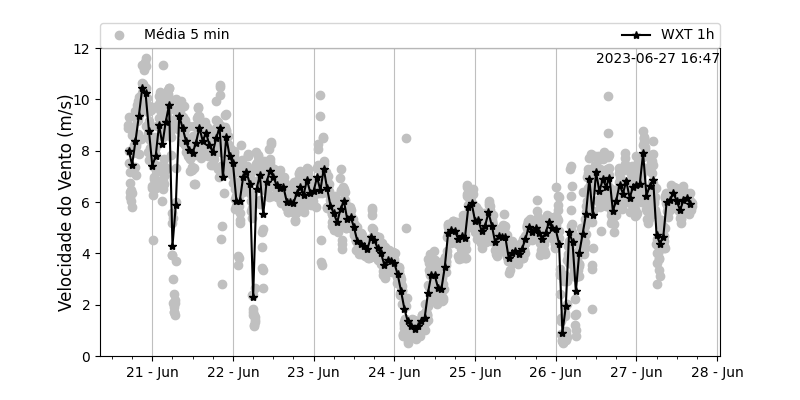 Média 5 min WXT 1h
2023-06-27 16:47
Velocidade do Vento (m/s)
12
10
8
6
4
2
0
21 - Jun 22 - Jun 23 - Jun 24 - Jun 25 - Jun 26 - Jun 27 - Jun 28 - Jun